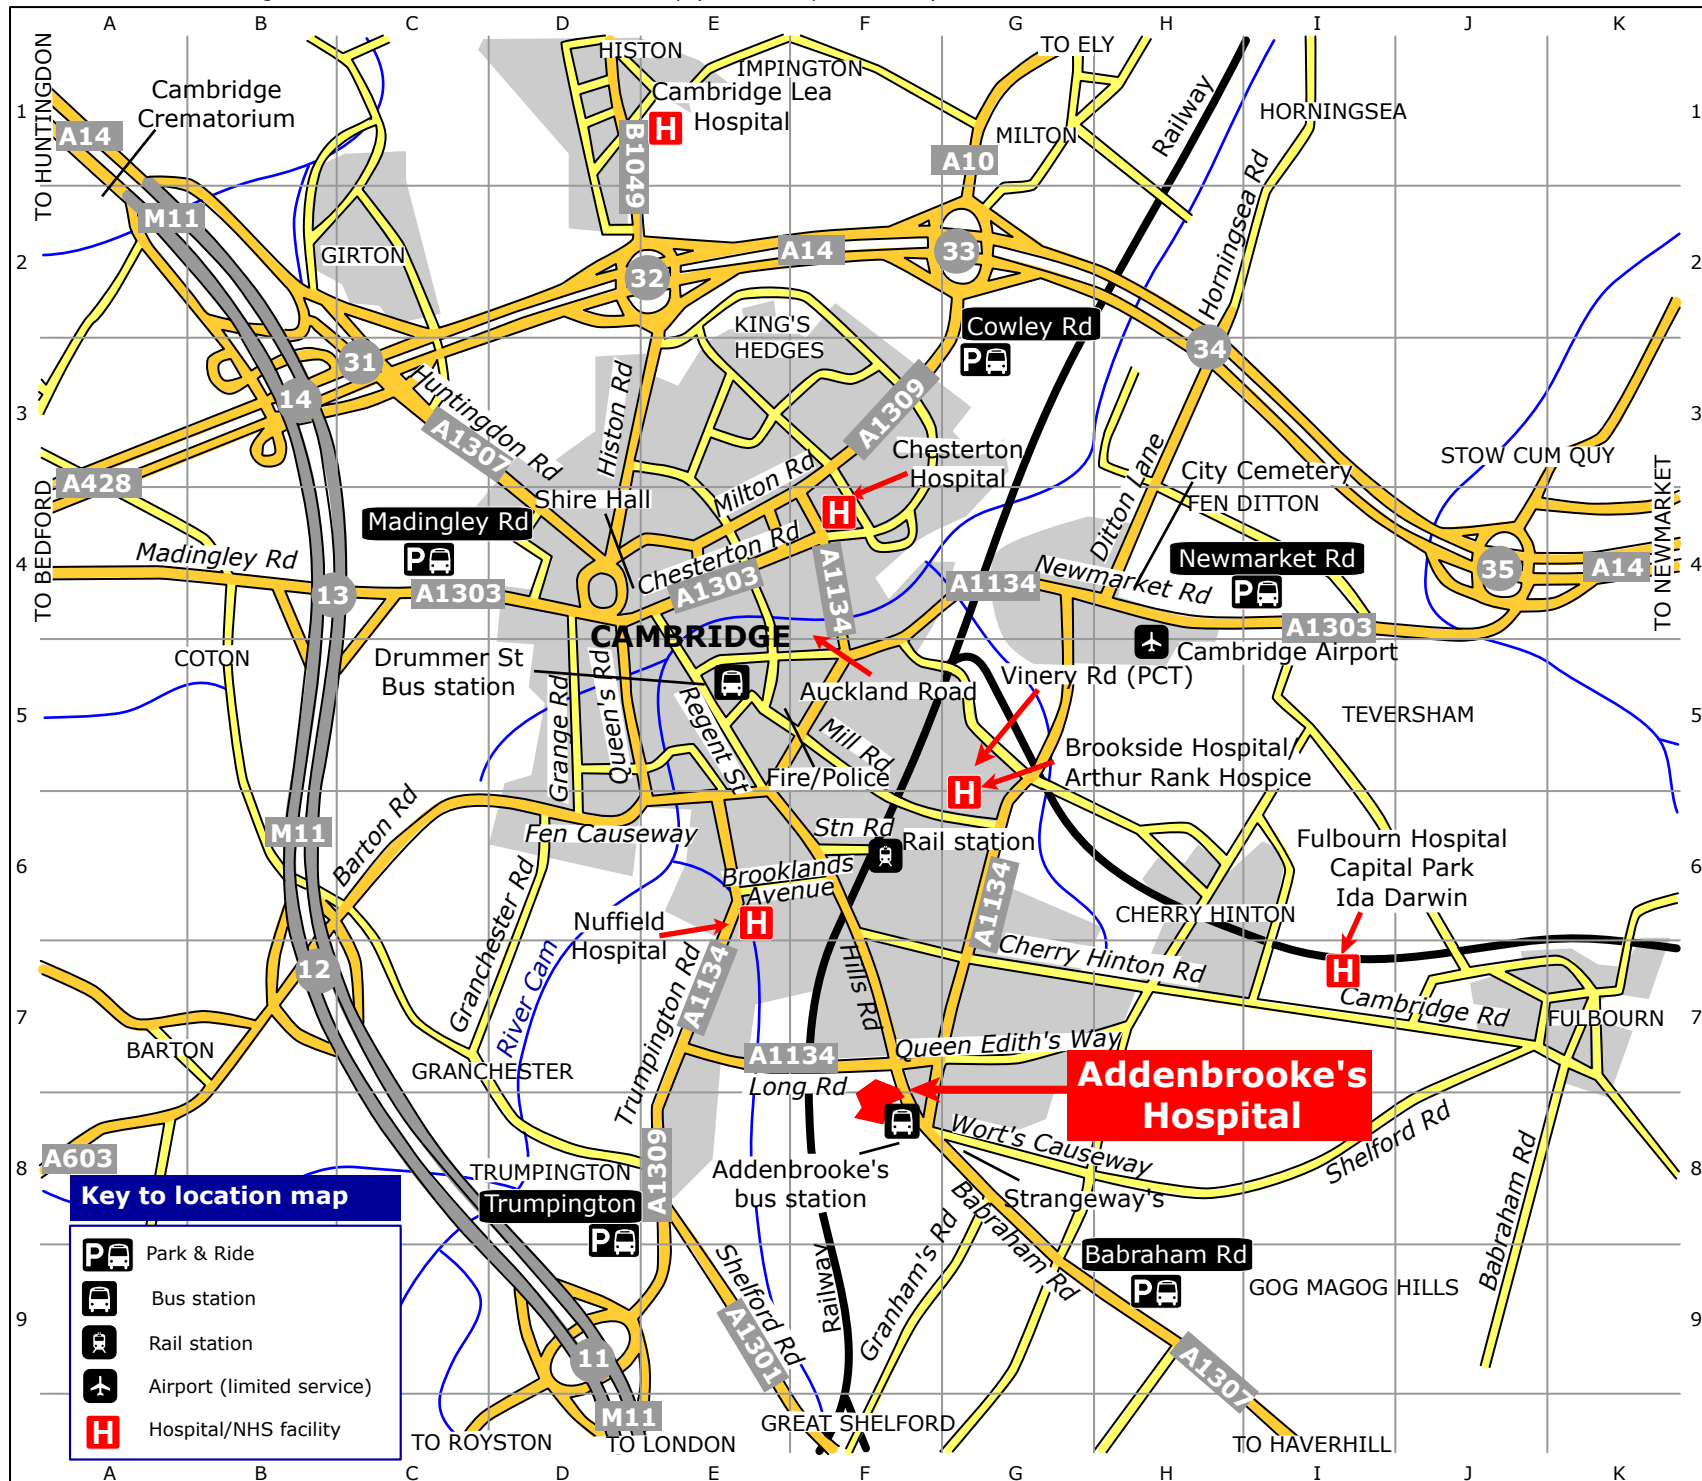 A B C D E F G H I J K
1
2
3
4
5
6
7
8
9
1
2
3
4
5
6
7
8
9
A B C D E F G H I J K
TO HUNTINGDON
Cambridge
Crematorium
A14
M11
GIRTON
HISTON
IMPINGTON
Cambridge Lea
Hospital
H
B1049
TO ELY
MILTON
A10
Railway
HORNINGSEA
Horningsea Rd
32
A14
33
34
KING'S
HEDGES
Cowley Rd
P
31
14
Huntingdon Rd
A1307
Histon Rd
A1309
Milton Rd
Chesterton
Hospital
H
Ditton Lane
City Cemetery
FEN DITTON
STOW CUM QUY
TO NEWMARKET
A428
TO BEDFORD
Shire Hall
Madingley Rd
P
Madingley Rd
A1303
13
Chesterton Rd
A1303
A1134
A1134
Newmarket Rd
Newmarket Rd
P
A1303
35
A14
CAMBRIDGE
COTON
Drummer St
Bus station
Grange Rd
Queen's Rd
Regent St
Auckland Road
Mill Rd
Fire/Police
Cambridge Airport
Vinery Rd (PCT)
TEVERSHAM
Brookside Hospital/
Arthur Rank Hospice
H
M11
Barton Rd
Fen Causeway
Stn Rd
Rail station
Brooklands
Avenue
A1134
Fulbourn Hospital
Capital Park
Ida Darwin
H
CHERRY HINTON
Nuffield
Hospital
H
Granchester Rd
River Cam
Trumpington Rd
A1134
Hills Rd
Cherry Hinton Rd
Cambridge Rd
FULBOURN
12
BARTON
GRANCHESTER
A1134
Long Rd
Queen Edith's Way
Addenbrooke's
Hospital
Wort's Causeway
Shelford Rd
Babraham Rd
A603
TRUMPINGTON
Trumpington
P
A1309
Addenbrooke's
bus station
Strangeway's
Babraham Rd
Babraham Rd
P
GOG MAGOG HILLS
Shelford Rd
A1301
Railway
Granham's Rd
A1307
11
M11
TO ROYSTON
TO LONDON
GREAT SHELFORD
TO HAVERHILL
Key to location map
P Park & Ride
Bus station
Rail station
Airport (limited service)
H Hospital/NHS facility